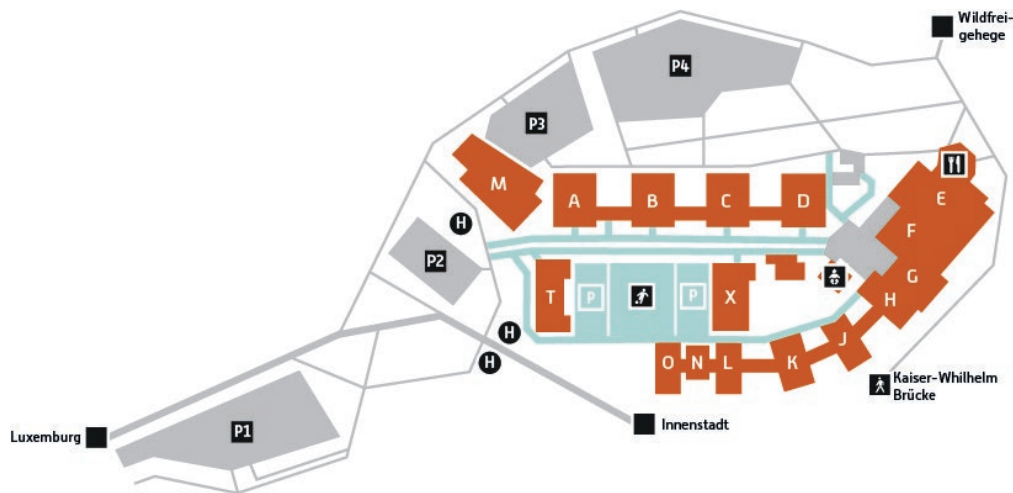 Wildfrei-
gehege
P4
P3
M
A
B
C
D
E
F
G
H
H
P2
T
P
P
X
H
H
O
N
L
K
J
Kaiser-Whilhelm
Brücke
Innenstadt
Luxemburg
P1